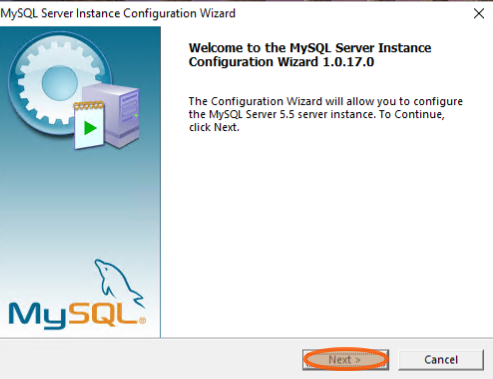 MySQL Server Instance Configuration Wizard
Welcome to the MySQL Server Instance
Configuration Wizard 1.0.17.0
The Configuration Wizard will allow you to configure
the MySQL Server 5.5 server instance. To Continue,
click Next.
MySQL®
Next >
Cancel